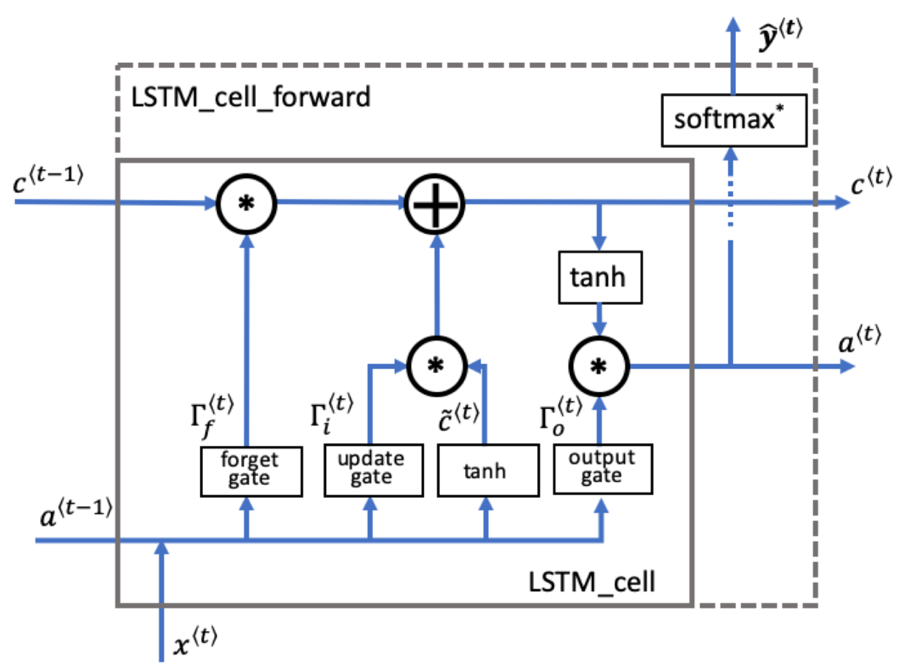 ŷ⟨t⟩
LSTM_cell_forward
softmax*
c⟨t−1⟩
*
+
c⟨t⟩
tanh
*
*
a⟨t⟩
Γf⟨t⟩
Γi⟨t⟩
c̃⟨t⟩
Γo⟨t⟩
forget
gate
update
gate
tanh
output
gate
a⟨t−1⟩
LSTM_cell
x⟨t⟩